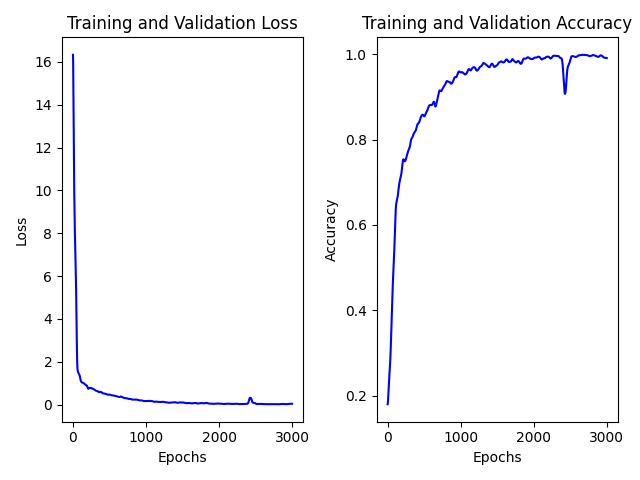 Training and Validation Loss
16
14
12
10
8
6
4
2
0
Loss
0 1000 2000 3000
Epochs
Training and Validation Accuracy
1.0
0.8
0.6
0.4
0.2
Accuracy
0 1000 2000 3000
Epochs